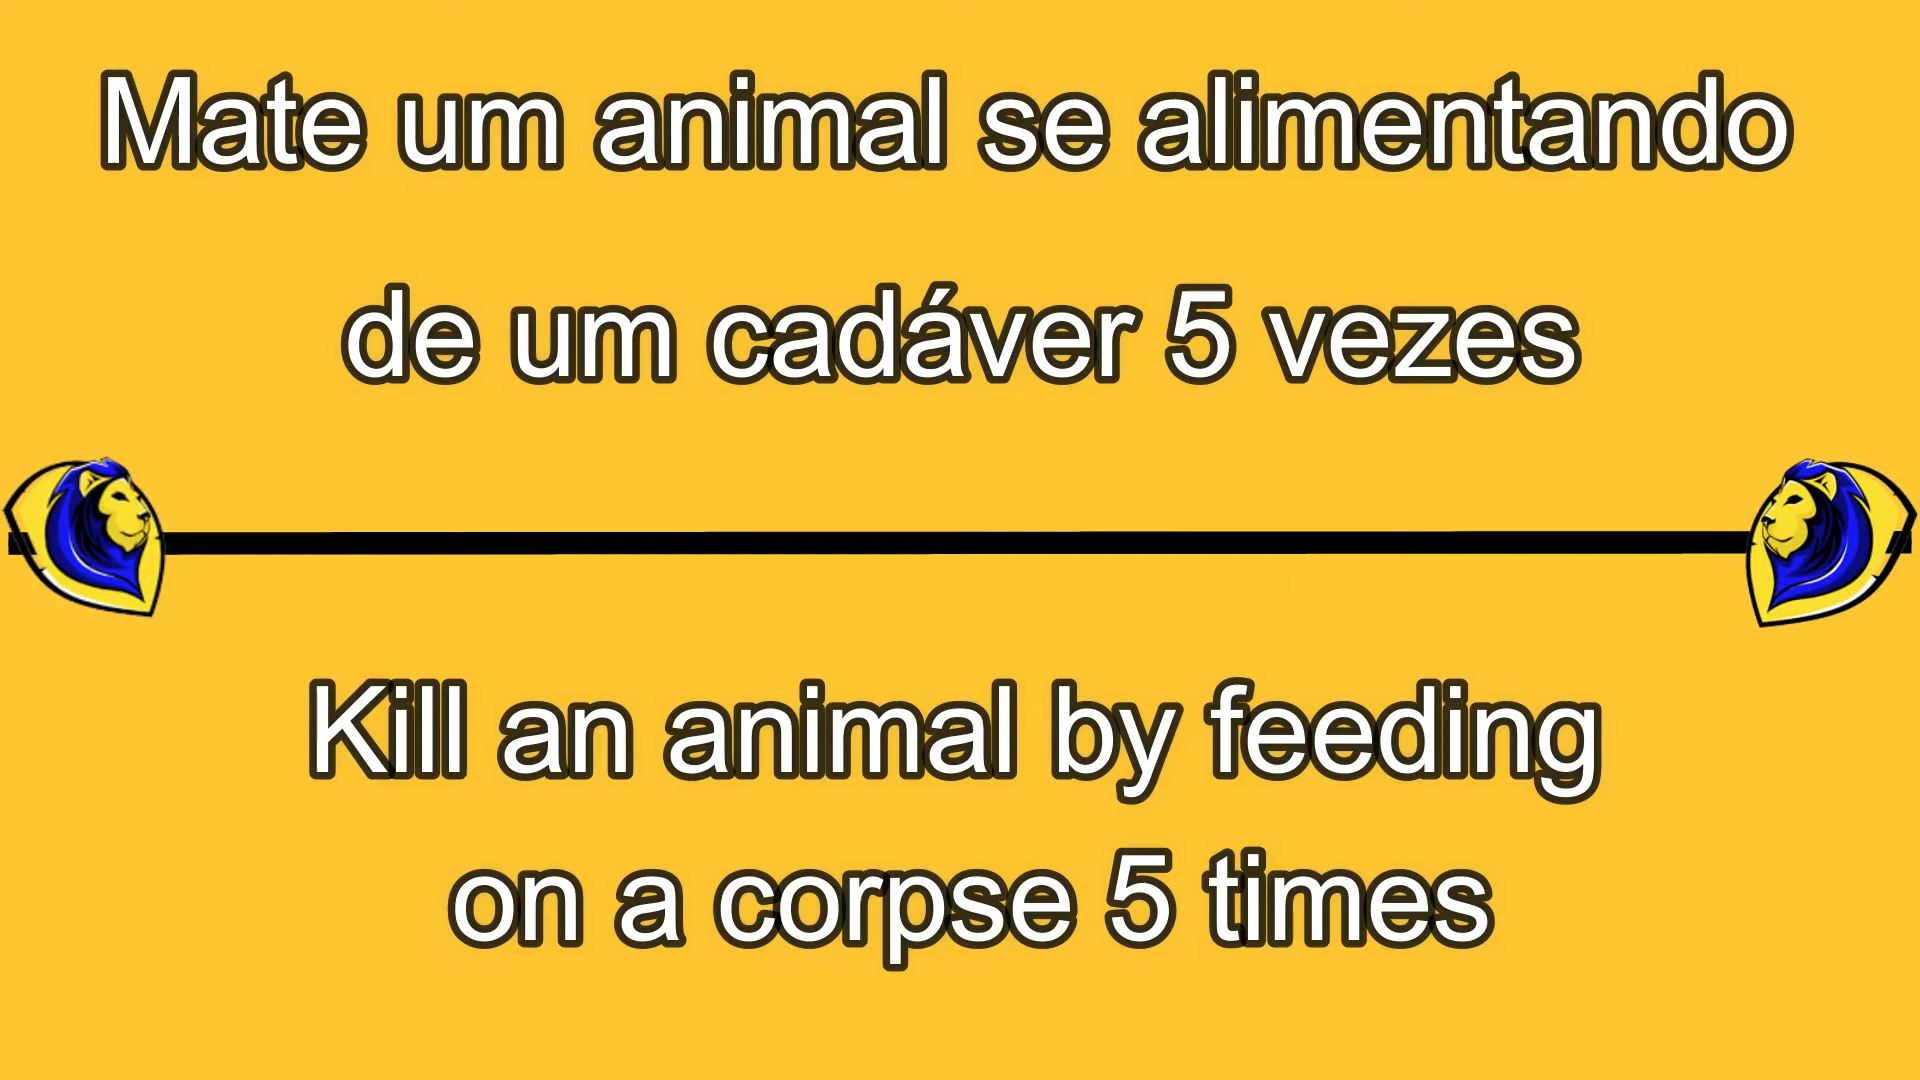 Mate um animal se alimentando
de um cadáver 5 vezes
Kill an animal by feeding
on a corpse 5 times